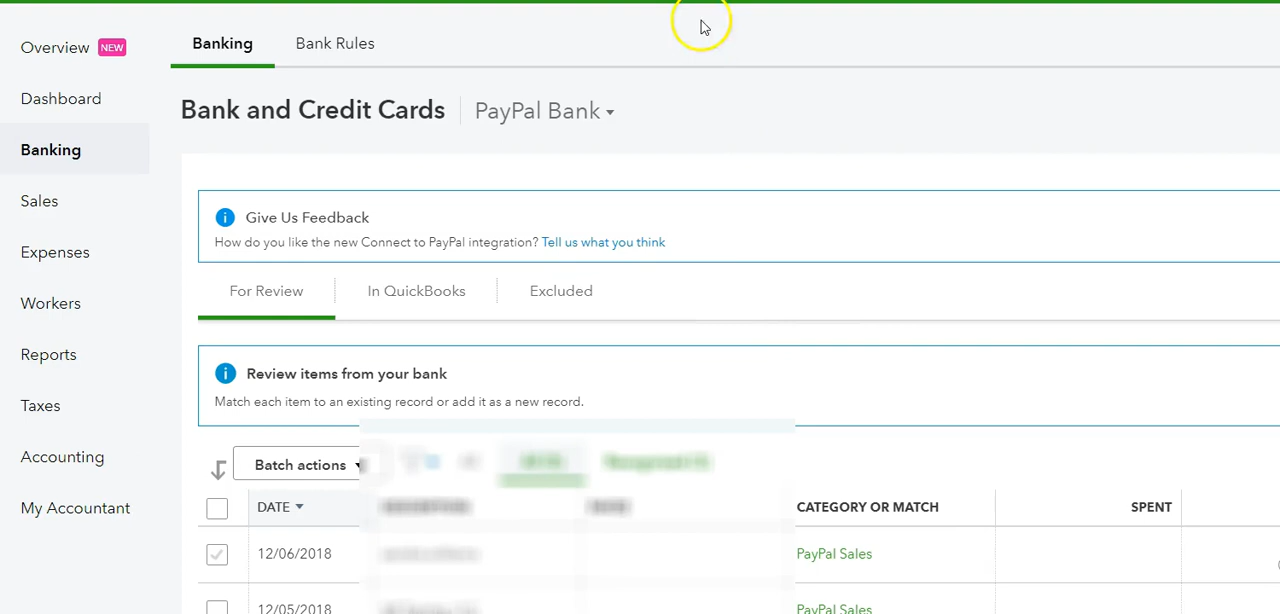 Overview NEW
Dashboard
Banking
Sales
Expenses
Workers
Reports
Taxes
Accounting
My Accountant
Banking Bank Rules
Bank and Credit Cards PayPal Bank
Give Us Feedback
How do you like the new Connect to PayPal integration? Tell us what you think
For Review In QuickBooks Excluded
Review items from your bank
Match each item to an existing record or add it as a new record.
Batch actions
DATE CATEGORY OR MATCH SPENT
12/06/2018 PayPal Sales
12/05/2018 PayPal Sales